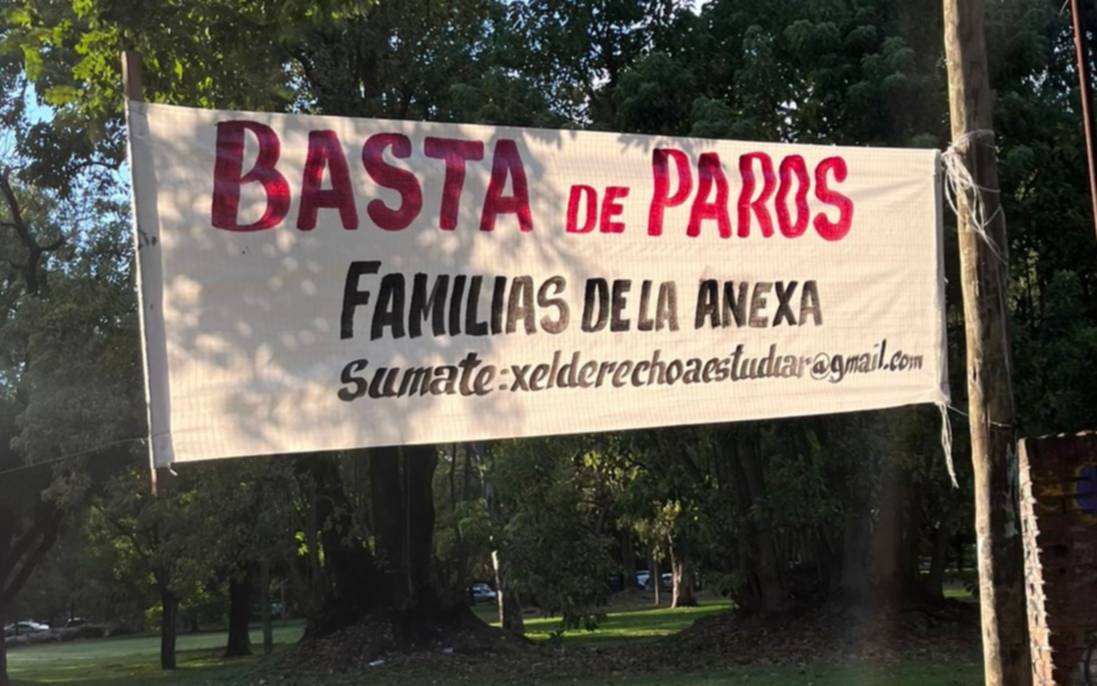 BASTA DE PAROS
FAMILIAS DE LA ANEXA
Sumate:xelderechoaestudiar@gmail.com